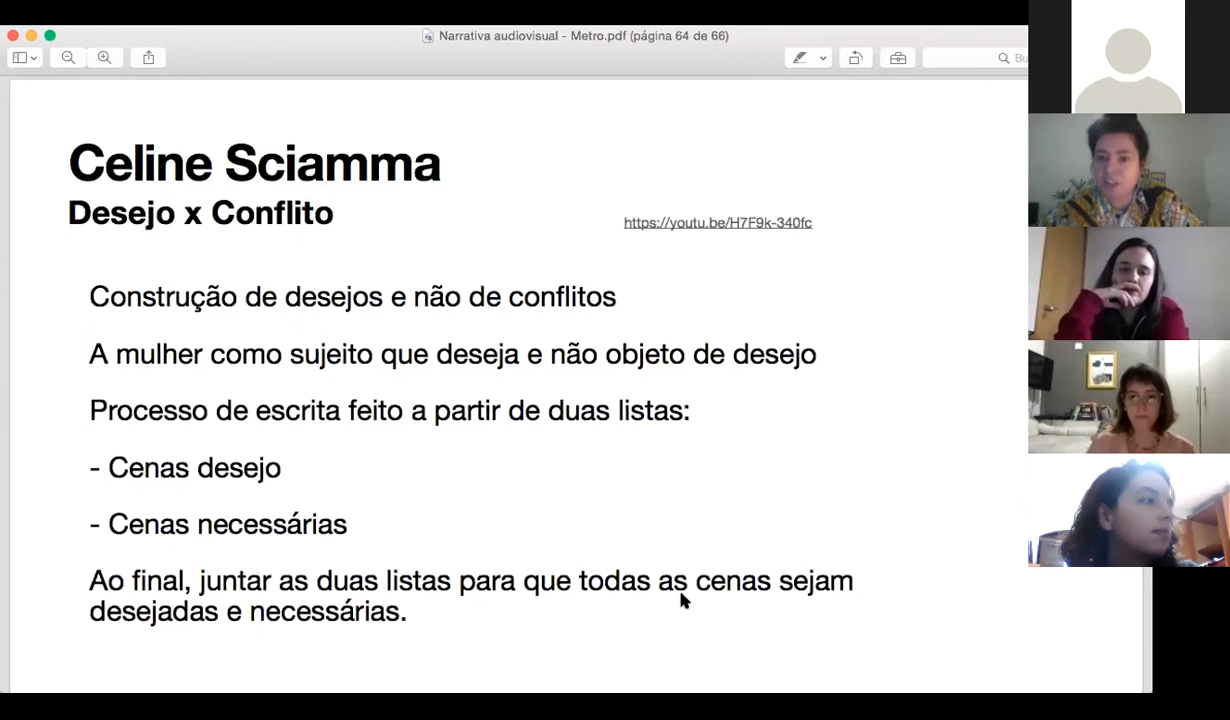 Narrativa audiovisual - Metro.pdf (página 64 de 66)
Bu
Celine Sciamma
Desejo x Conflito
https://youtu.be/H7F9k-340fc
Construção de desejos e não de conflitos
A mulher como sujeito que deseja e não objeto de desejo
Processo de escrita feito a partir de duas listas:
- Cenas desejo
- Cenas necessárias
Ao final, juntar as duas listas para que todas as cenas sejam
desejadas e necessárias.